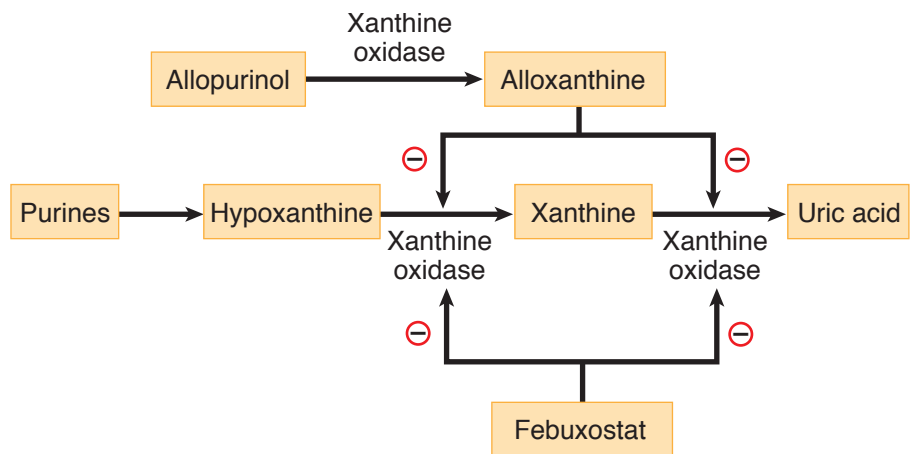 Xanthine
oxidase
Allopurinol
Alloxanthine
Purines
Hypoxanthine
Xanthine
Uric acid
Xanthine
oxidase
Xanthine
oxidase
Febuxostat